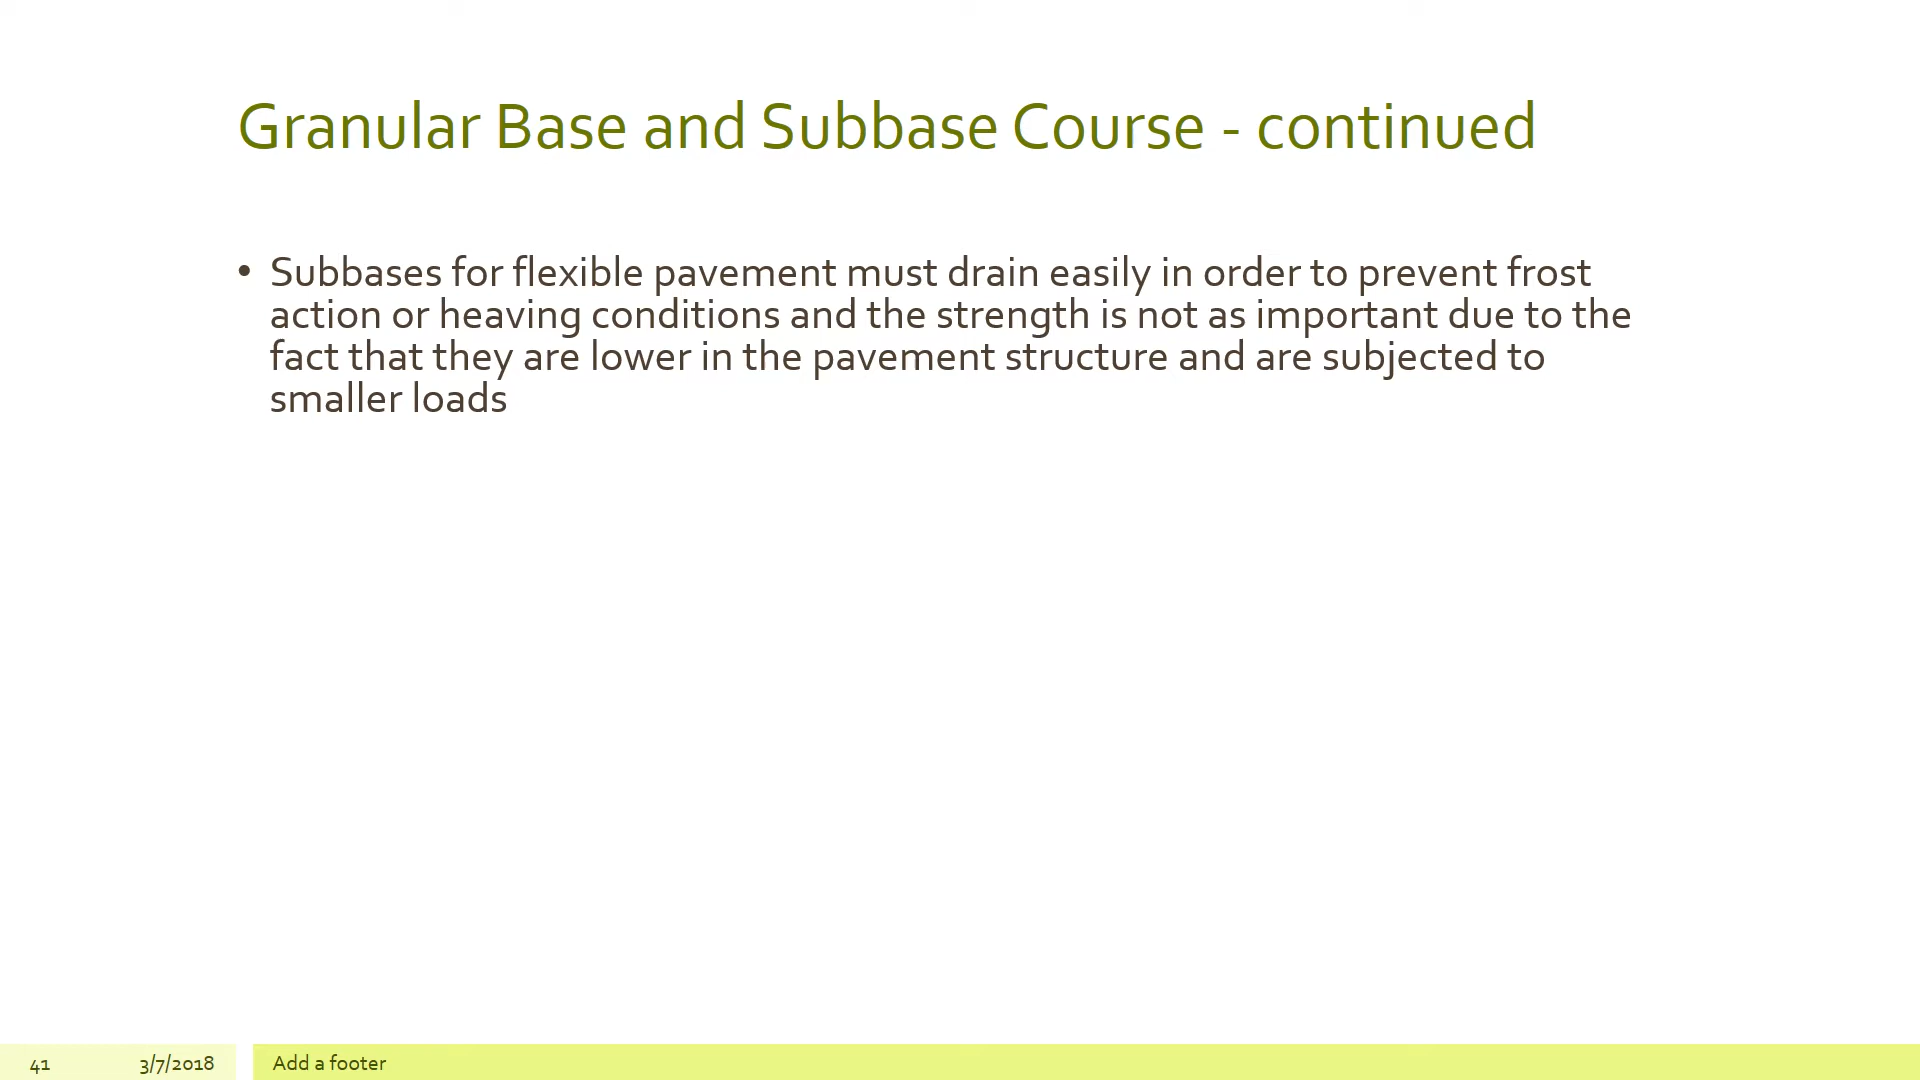 Granular Base and Subbase Course - continued
• Subbases for flexible pavement must drain easily in order to prevent frost
action or heaving conditions and the strength is not as important due to the
fact that they are lower in the pavement structure and are subjected to
smaller loads
41 3/7/2018 Add a footer